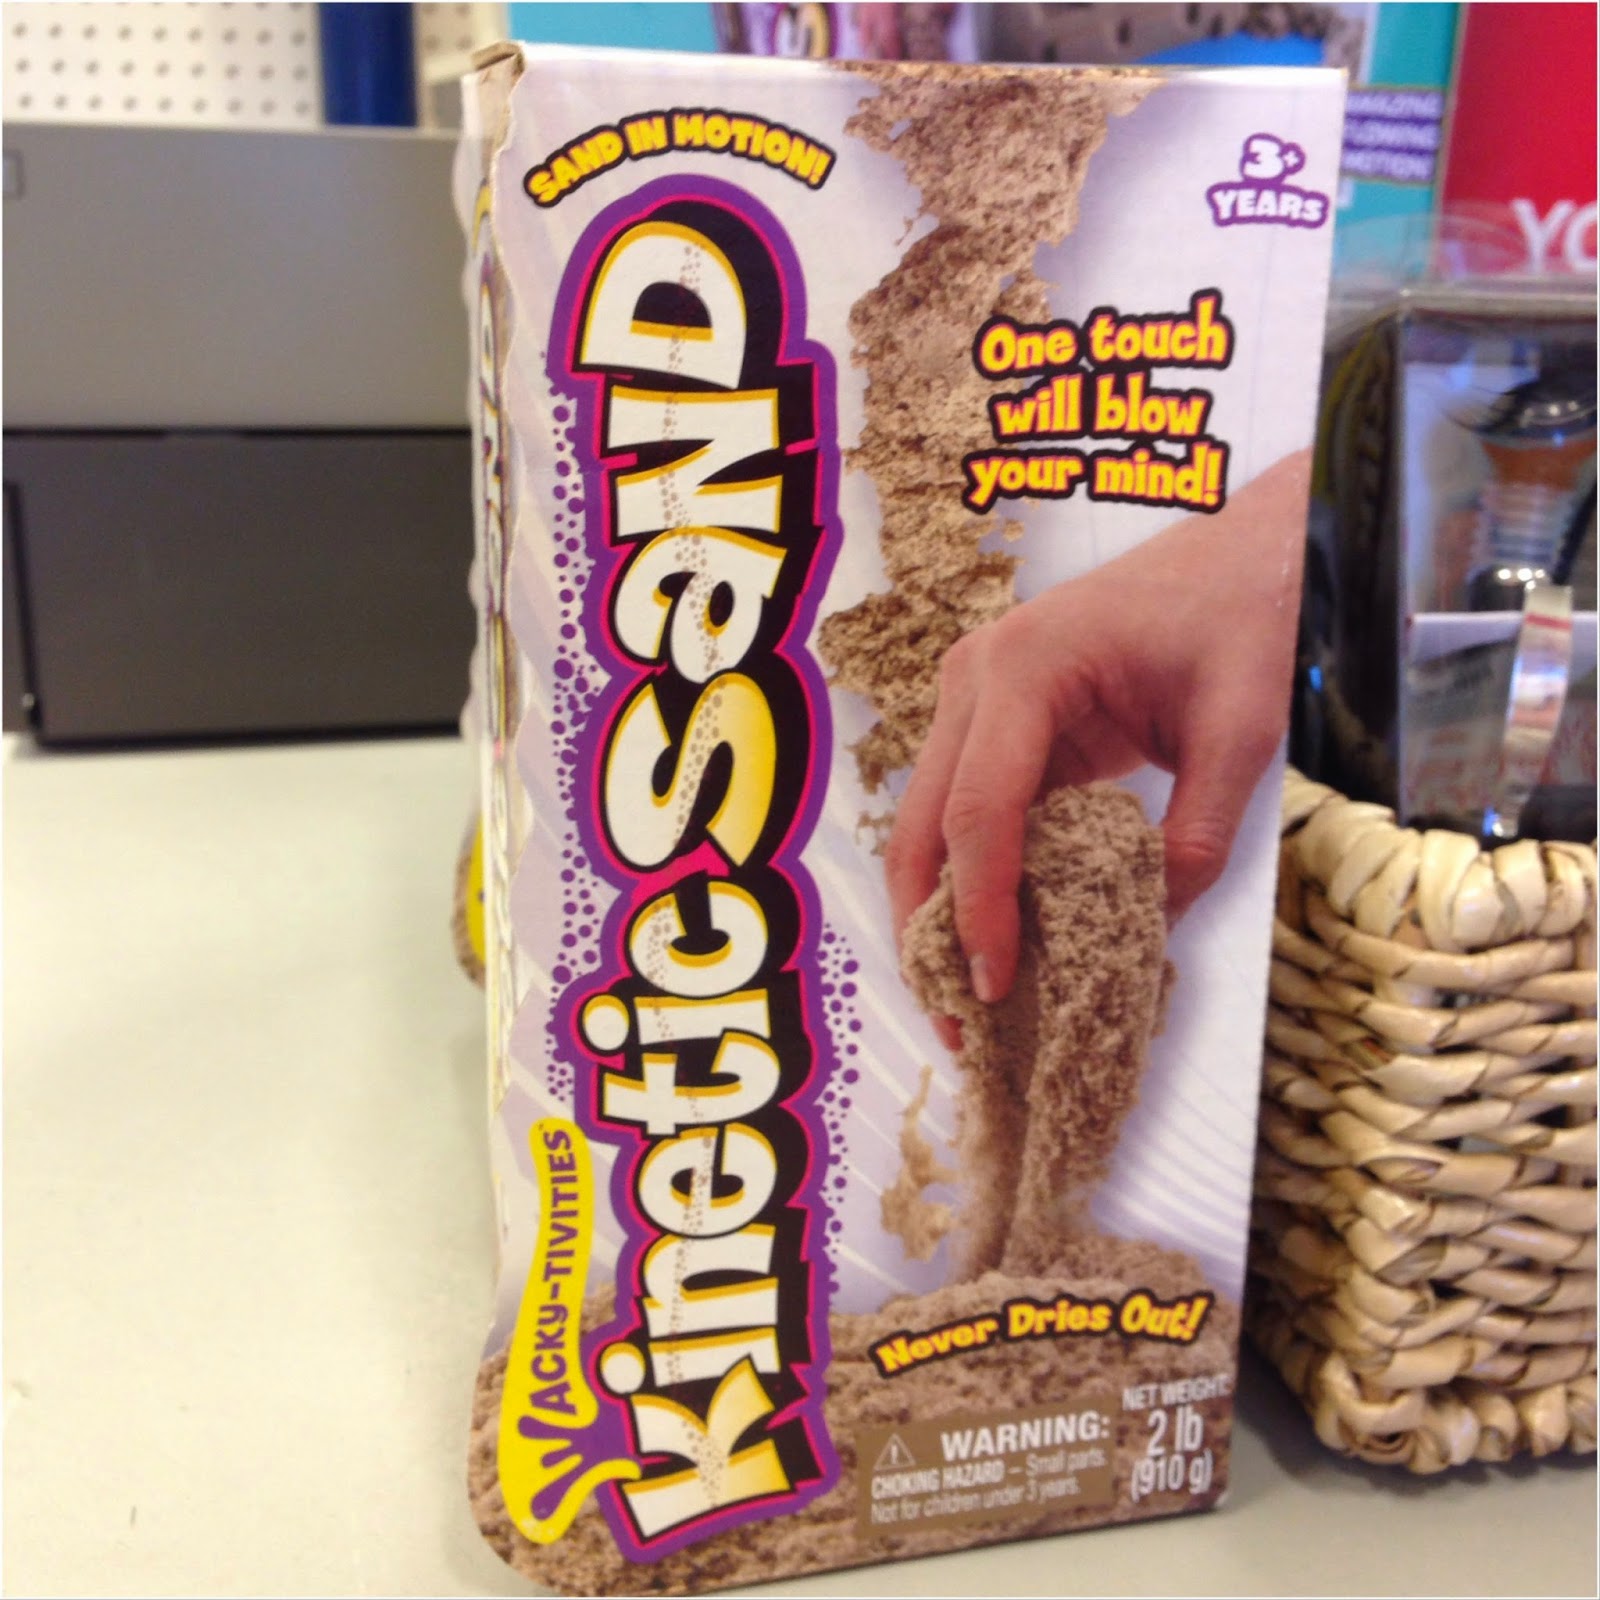 SAND IN MOTION!
3+
YEARS
One touch
will blow
your mind!
Kinetic Sand
WACKY-TIVITIES
Never Dries Out!
WARNING:
CHOKING HAZARD – Small parts.
Not for children under 3 years.
NET WEIGHT:
2 lb
(910 g)
YO